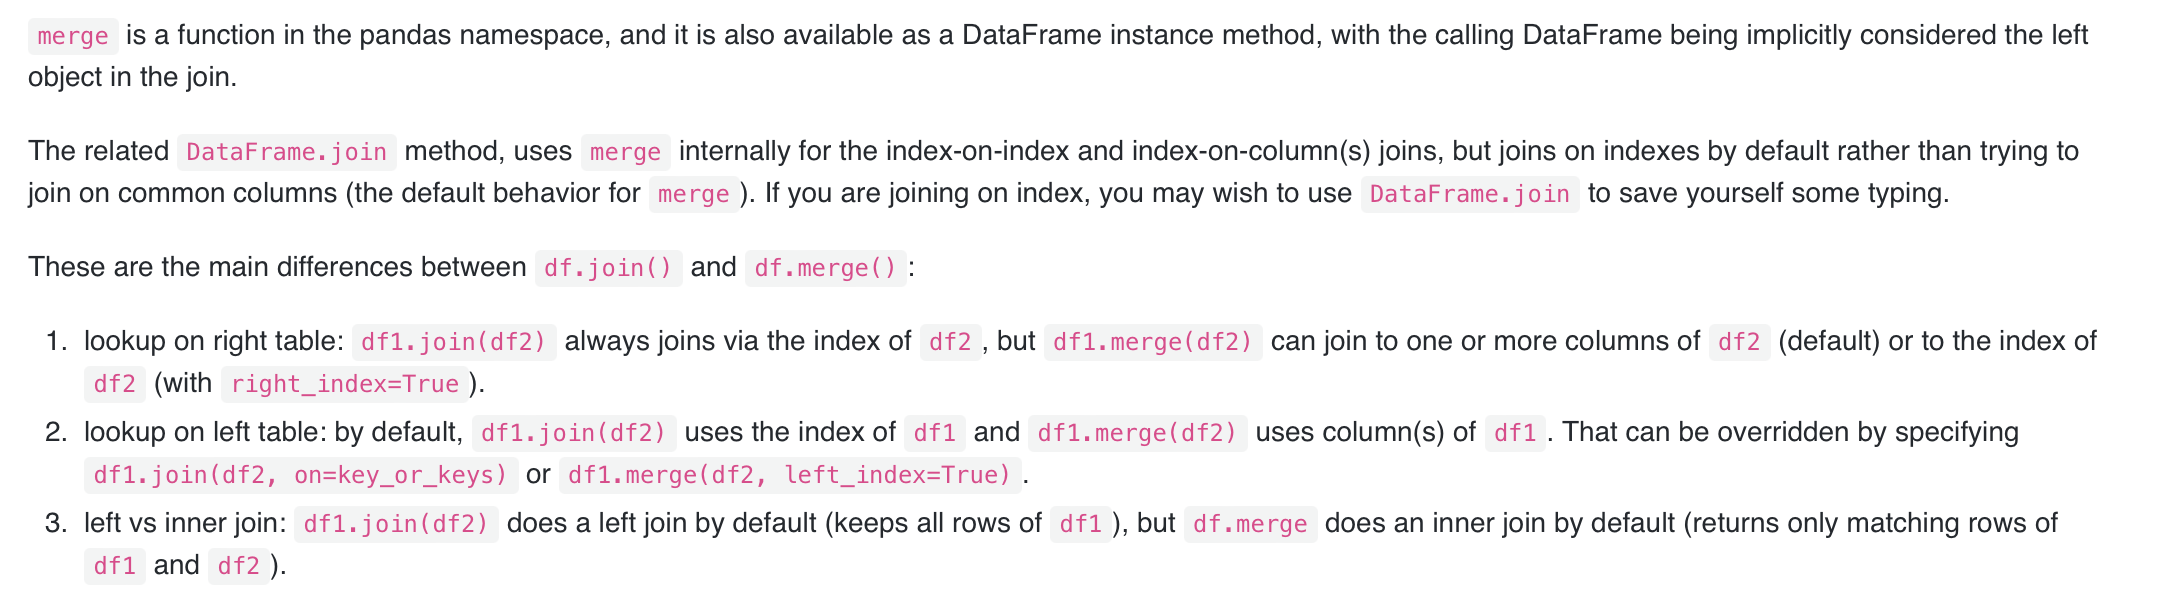 merge is a function in the pandas namespace, and it is also available as a DataFrame instance method, with the calling DataFrame being implicitly considered the left
object in the join.
The related DataFrame.join method, uses merge internally for the index-on-index and index-on-column(s) joins, but joins on indexes by default rather than trying to
join on common columns (the default behavior for merge ). If you are joining on index, you may wish to use DataFrame.join to save yourself some typing.
These are the main differences between df.join() and df.merge() :
1. lookup on right table: df1.join(df2) always joins via the index of df2 , but df1.merge(df2) can join to one or more columns of df2 (default) or to the index of
df2 (with right_index=True ).
2. lookup on left table: by default, df1.join(df2) uses the index of df1 and df1.merge(df2) uses column(s) of df1 . That can be overridden by specifying
df1.join(df2, on=key_or_keys) or df1.merge(df2, left_index=True) .
3. left vs inner join: df1.join(df2) does a left join by default (keeps all rows of df1 ), but df.merge does an inner join by default (returns only matching rows of
df1 and df2 ).